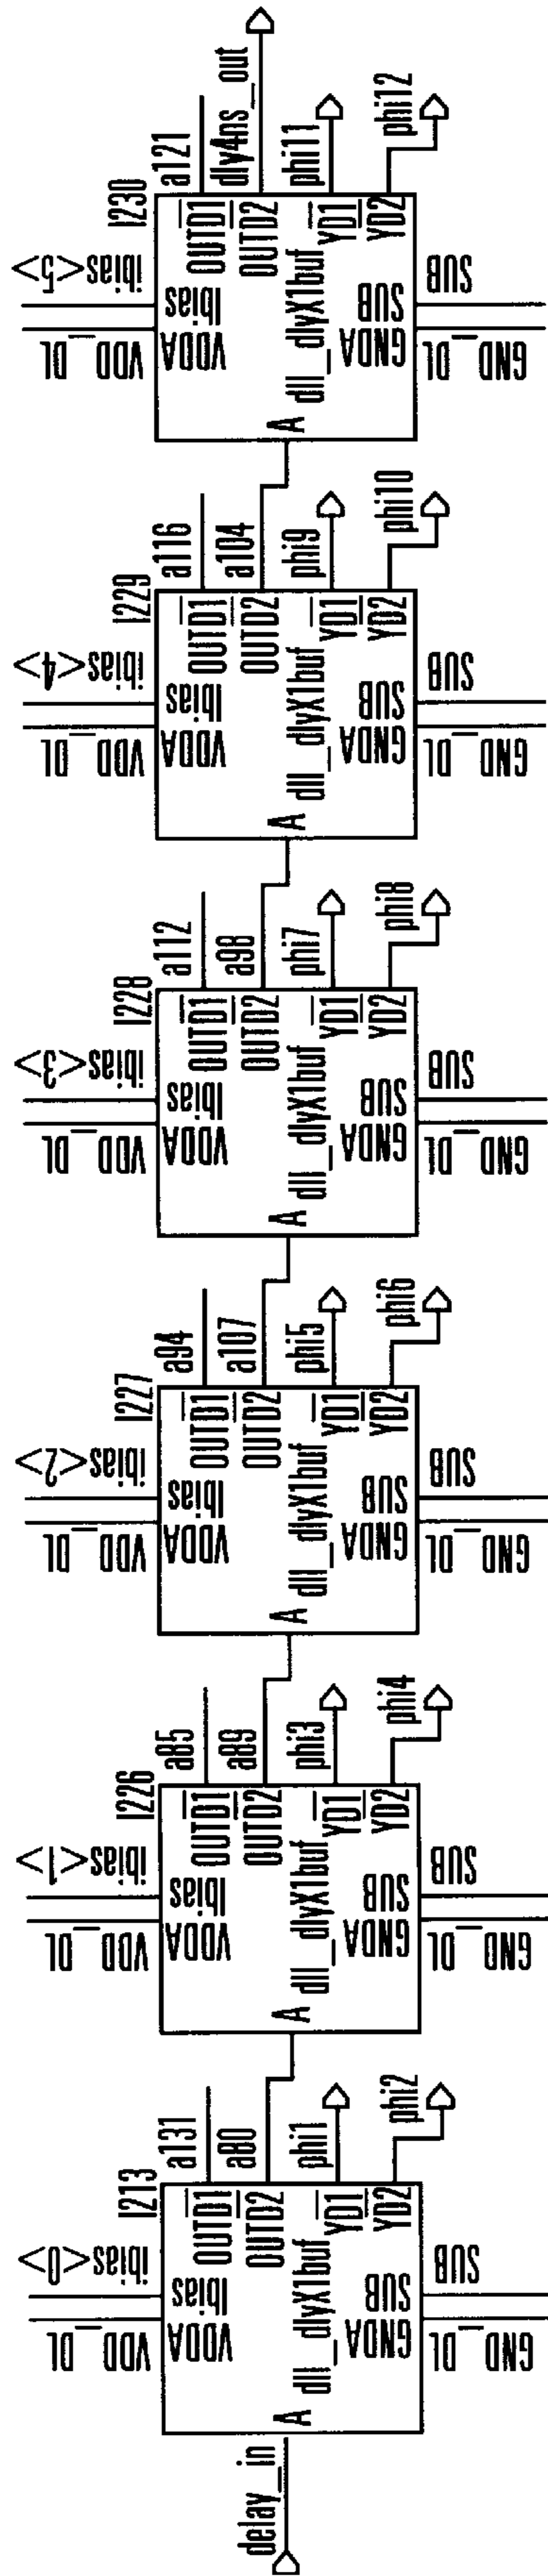 delay_in
I213
VDD_DL
ibias<0>
VDDA
Ibias
A
dll_dlyX1buf
OUTD1
OUTD2
YD1
YD2
GNDA
SUB
GND_DL
SUB
a131
a80
phi1
phi2
I226
VDD_DL
ibias<1>
VDDA
Ibias
A
dll_dlyX1buf
OUTD1
OUTD2
YD1
YD2
GNDA
SUB
GND_DL
SUB
a85
a89
phi3
phi4
I227
VDD_DL
ibias<2>
VDDA
Ibias
A
dll_dlyX1buf
OUTD1
OUTD2
YD1
YD2
GNDA
SUB
GND_DL
SUB
a94
a107
phi5
phi6
I228
VDD_DL
ibias<3>
VDDA
Ibias
A
dll_dlyX1buf
OUTD1
OUTD2
YD1
YD2
GNDA
SUB
GND_DL
SUB
a112
a98
phi7
phi8
I229
VDD_DL
ibias<4>
VDDA
Ibias
A
dll_dlyX1buf
OUTD1
OUTD2
YD1
YD2
GNDA
SUB
GND_DL
SUB
a116
a104
phi9
phi10
I230
VDD_DL
ibias<5>
VDDA
Ibias
A
dll_dlyX1buf
OUTD1
OUTD2
YD1
YD2
GNDA
SUB
GND_DL
SUB
a121
dly4ns_out
phi11
phi12